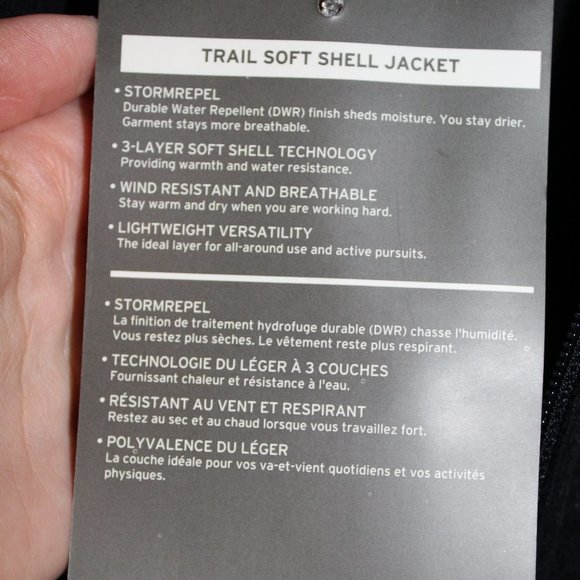 TRAIL SOFT SHELL JACKET
• STORMREPEL
Durable Water Repellent (DWR) finish sheds moisture. You stay drier.
Garment stays more breathable.
• 3-LAYER SOFT SHELL TECHNOLOGY
Providing warmth and water resistance.
• WIND RESISTANT AND BREATHABLE
Stay warm and dry when you are working hard.
• LIGHTWEIGHT VERSATILITY
The ideal layer for all-around use and active pursuits.
• STORMREPEL
La finition de traitement hydrofuge durable (DWR) chasse l'humidité.
Vous restez plus sèches. Le vêtement reste plus respirant.
• TECHNOLOGIE DU LÉGER À 3 COUCHES
Fournissant chaleur et résistance à l'eau.
• RÉSISTANT AU VENT ET RESPIRANT
Restez au sec et au chaud lorsque vous travaillez fort.
• POLYVALENCE DU LÉGER
La couche idéale pour vos va-et-vient quotidiens et vos activités
physiques.